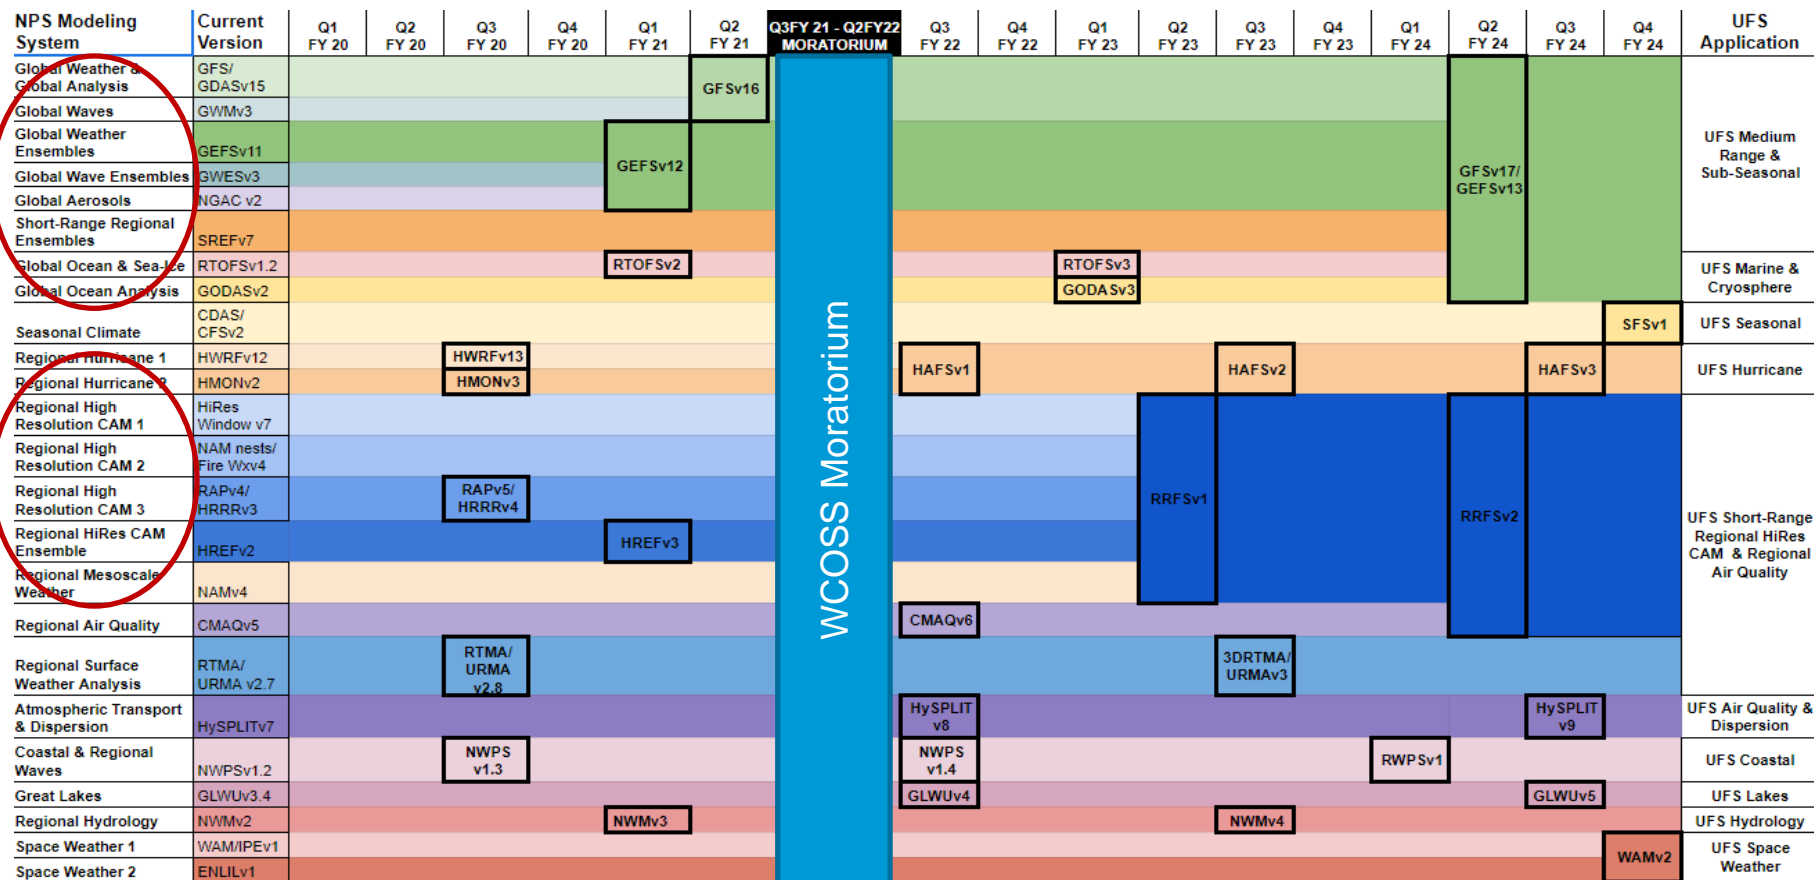 NPS Modeling System
Current Version
Q1 FY 20
Q2 FY 20
Q3 FY 20
Q4 FY 20
Q1 FY 21
Q2 FY 21
Q3FY 21 - Q2FY22 MORATORIUM
Q3 FY 22
Q4 FY 22
Q1 FY 23
Q2 FY 23
Q3 FY 23
Q4 FY 23
Q1 FY 24
Q2 FY 24
Q3 FY 24
Q4 FY 24
UFS Application
Global Weather &
Global Analysis
GFS/
GDASv15
GFSv16
Global Waves
GWMv3
Global Weather
Ensembles
GEFSv11
GEFSv12
GFSv17/
GEFSv13
UFS Medium
Range &
Sub-Seasonal
Global Wave Ensembles
GWESv3
Global Aerosols
NGAC v2
Short-Range Regional
Ensembles
SREFv7
Global Ocean & Sea-Ice
RTOFSv1.2
RTOFSv2
RTOFSv3
UFS Marine &
Cryosphere
Global Ocean Analysis
GODASv2
GODASv3
Seasonal Climate
CDAS/
CFSv2
SFSv1
UFS Seasonal
Regional Hurricane 1
HWRFv12
HWRFv13
HAFSv1
HAFSv2
HAFSv3
UFS Hurricane
Regional Hurricane 2
HMONv2
HMONv3
Regional High
Resolution CAM 1
HiRes
Window v7
Regional High
Resolution CAM 2
NAM nests/
Fire Wxv4
Regional High
Resolution CAM 3
RAPv4/
HRRRv3
RAPv5/
HRRRv4
RRFSv1
RRFSv2
UFS Short-Range
Regional HiRes
CAM & Regional
Air Quality
Regional HiRes CAM
Ensemble
HREFv2
HREFv3
Regional Mesoscale
Weather
NAMv4
Regional Air Quality
CMAQv5
CMAQv6
Regional Surface
Weather Analysis
RTMA/
URMA v2.7
RTMA/
URMA
v2.8
3DRTMA/
URMAv3
Atmospheric Transport
& Dispersion
HySPLITv7
HySPLIT
v8
HySPLIT
v9
UFS Air Quality &
Dispersion
Coastal & Regional
Waves
NWPSv1.2
NWPS
v1.3
NWPS
v1.4
RWPSv1
UFS Coastal
Great Lakes
GLWUv3.4
GLWUv4
GLWUv5
UFS Lakes
Regional Hydrology
NWMv2
NWMv3
NWMv4
UFS Hydrology
Space Weather 1
WAM/IPEv1
WAMv2
UFS Space
Weather
Space Weather 2
ENLILv1
WCOSS Moratorium